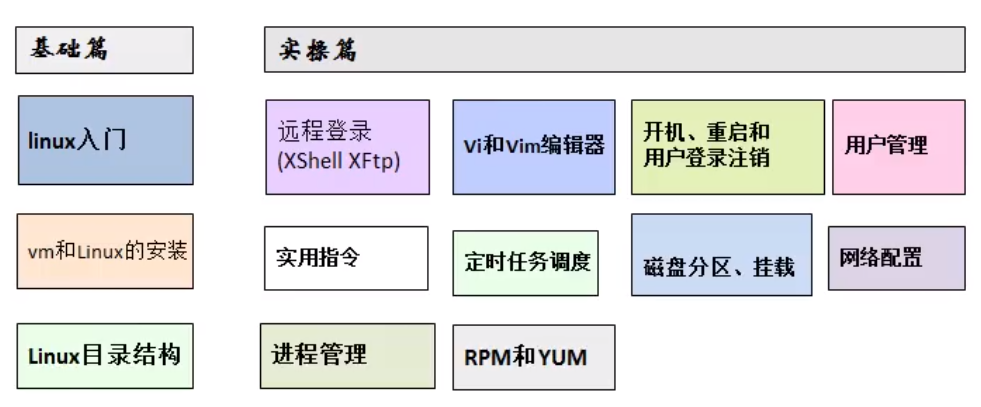 基础篇
实操篇
linux入门
远程登录
(XShell XFtp)
Vi和Vim编辑器
开机、重启和
用户登录注销
用户管理
vm和Linux的安装
实用指令
定时任务调度
磁盘分区、挂载
网络配置
Linux目录结构
进程管理
RPM和YUM